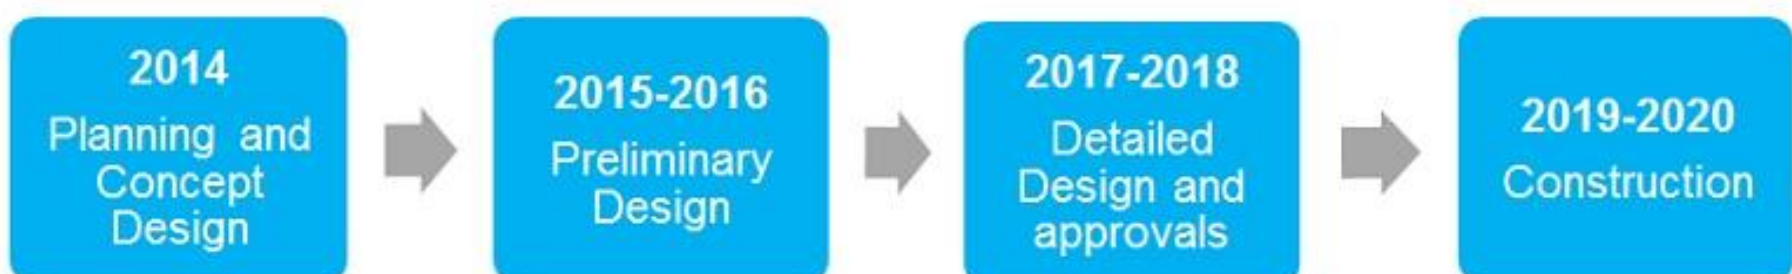 2014
Planning and
Concept
Design
2015-2016
Preliminary
Design
2017-2018
Detailed
Design and
approvals
2019-2020
Construction